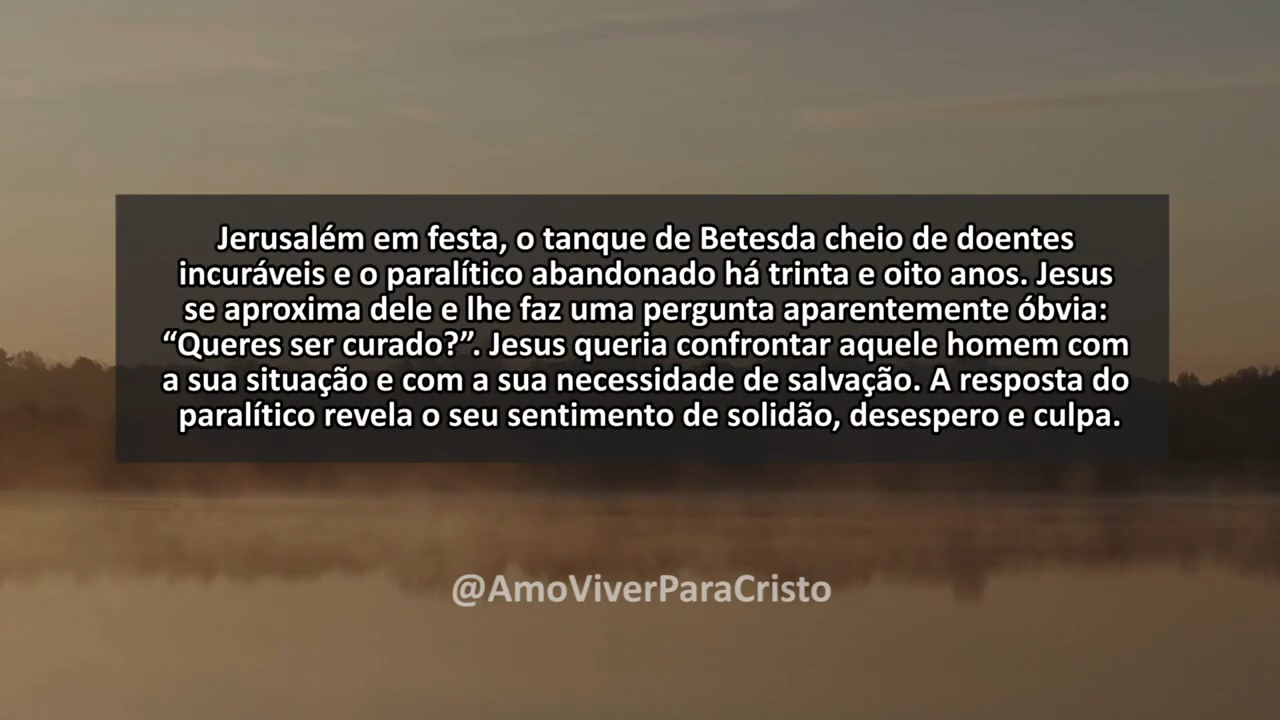 Jerusalém em festa, o tanque de Betesda cheio de doentes
incuráveis e o paralítico abandonado há trinta e oito anos. Jesus
se aproxima dele e lhe faz uma pergunta aparentemente óbvia:
“Queres ser curado?”. Jesus queria confrontar aquele homem com
a sua situação e com a sua necessidade de salvação. A resposta do
paralítico revela o seu sentimento de solidão, desespero e culpa.
@AmoViverParaCristo